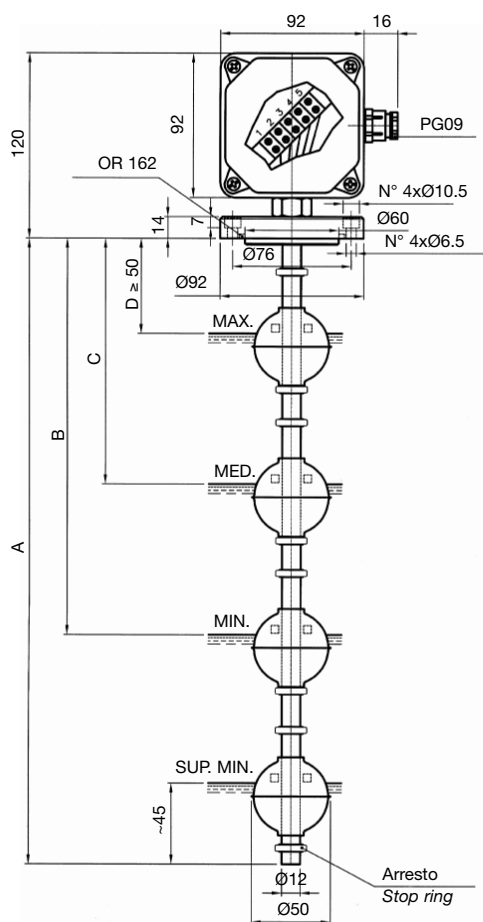 92
16
120
92
1 2 3 4 5
PG09
OR 162
N° 4xØ10.5
14
7
Ø60
N° 4xØ6.5
Ø76
Ø92
D ≥ 50
MAX.
C
B
MED.
A
MIN.
SUP. MIN.
~45
Ø12
Arresto
Stop ring
Ø50